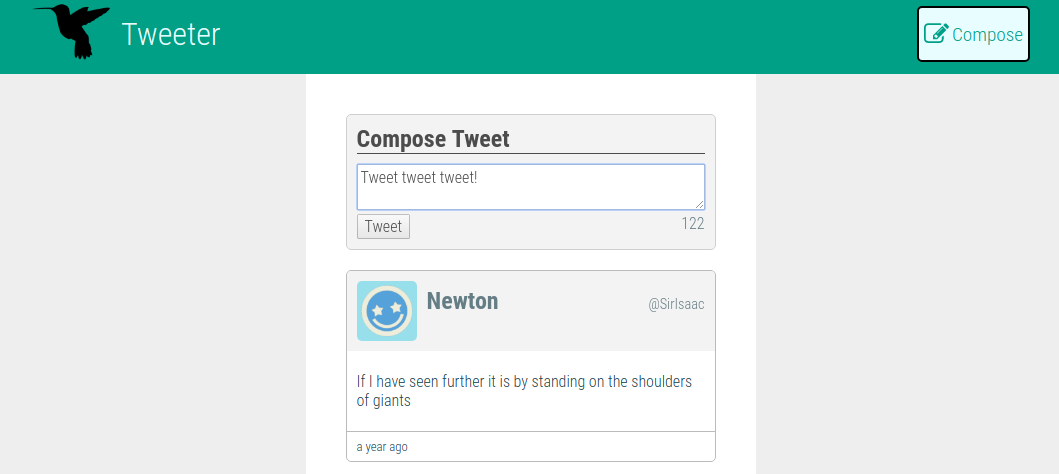 Tweeter
Compose
Compose Tweet
Tweet tweet tweet!
Tweet
122
Newton
@SirIsaac
If I have seen further it is by standing on the shoulders
of giants
a year ago